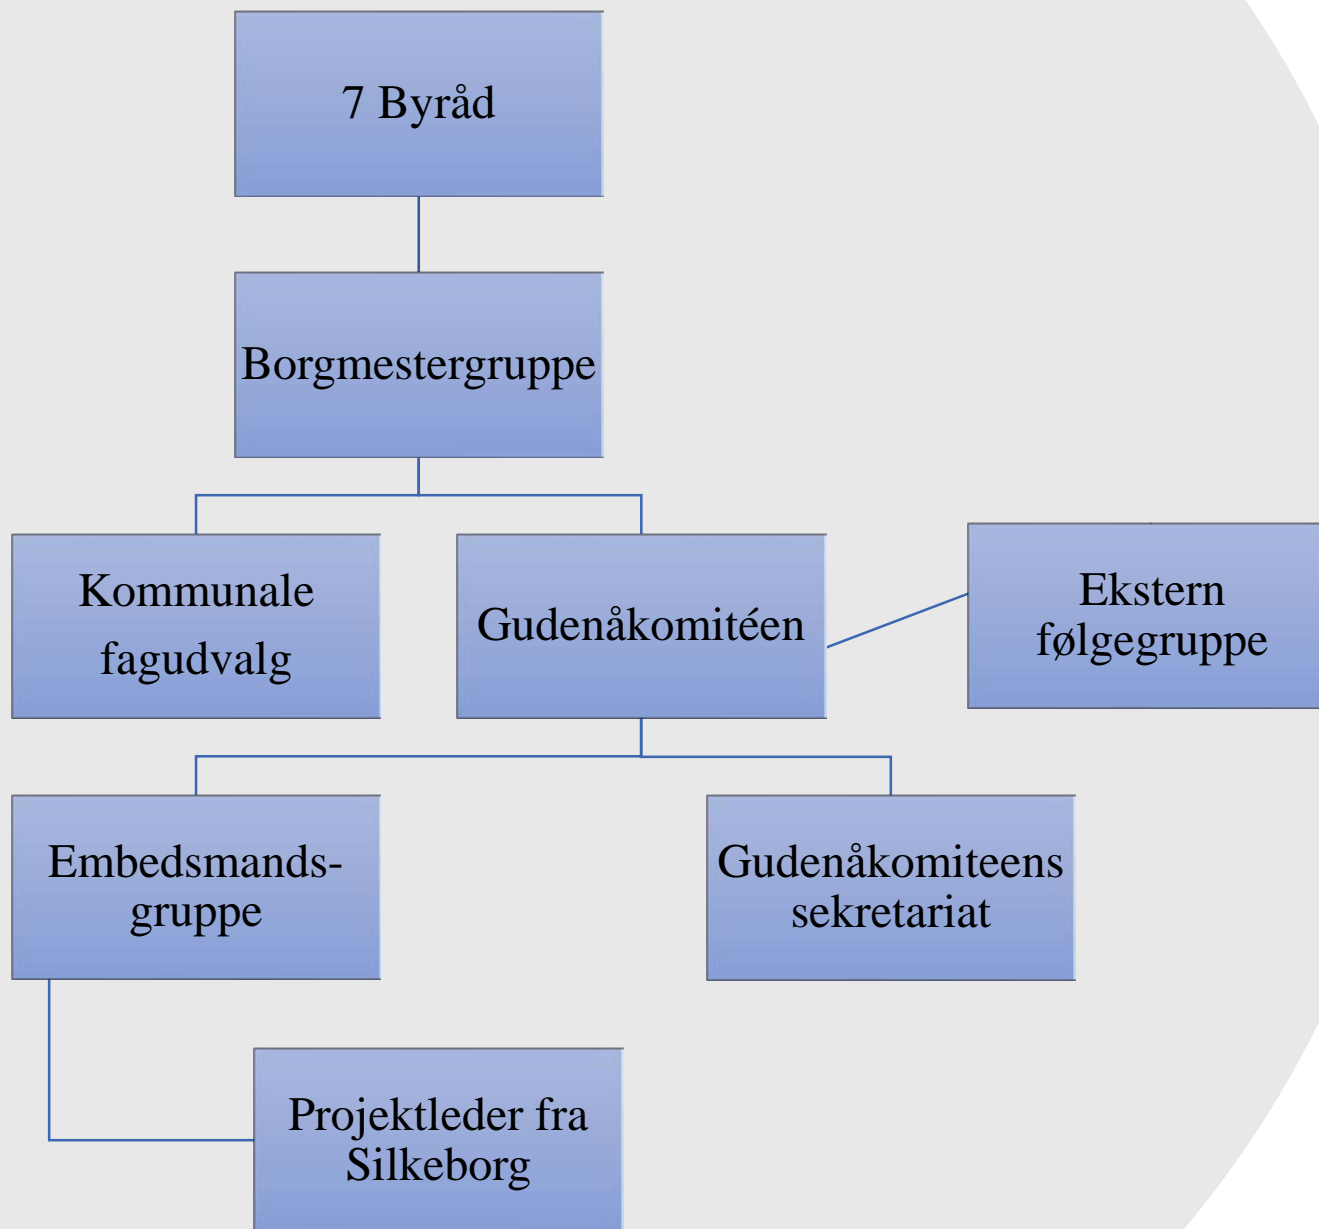 7 Byråd
Borgmestergruppe
Kommunale
fagudvalg
Gudenåkomitéen
Ekstern
følgegruppe
Embedsmands-
gruppe
Gudenåkomiteens
sekretariat
Projektleder fra
Silkeborg